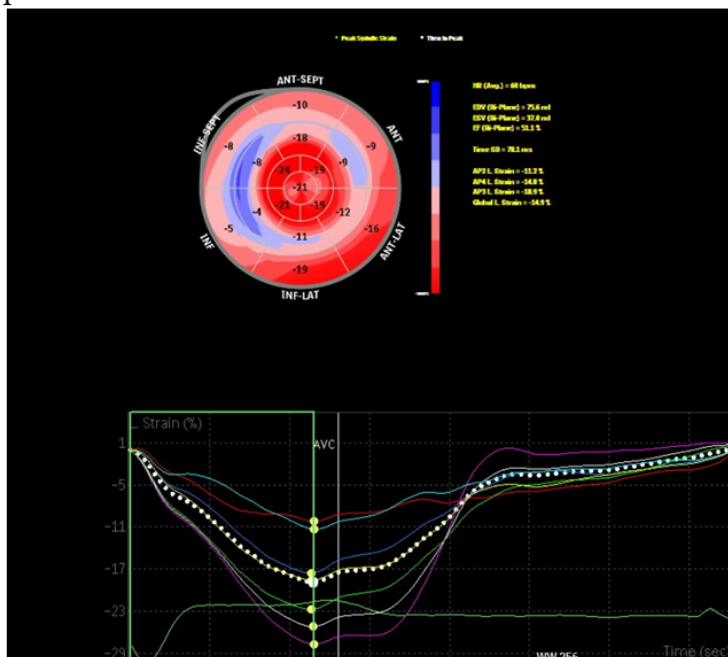 Peak Systolic Strain
Time to Peak
ANT-SEPT
ANT
ANT-LAT
INF-LAT
INF
INF-SEPT
-10
-9
-16
-19
-5
-8
-18
-9
-12
-11
-4
-8
-24
-19
-19
-21
-21
HR (Avg.) = 60 bpm
EDV (Bi-Plane) = 75.6 ml
ESV (Bi-Plane) = 37.0 ml
EF (Bi-Plane) = 51.1 %
Time SD = 78.1 ms
AP2 L. Strain = -11.2 %
AP4 L. Strain = -14.8 %
AP3 L. Strain = -18.9 %
Global L. Strain = -14.9 %
Strain (%)
AVC
1
-5
-11
-17
-23
-29
WW 256
Time (sec